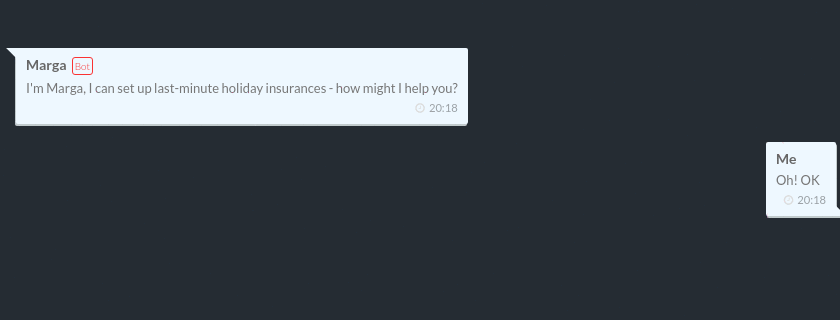 Marga Bot
I'm Marga, I can set up last-minute holiday insurances - how might I help you?
20:18
Me
Oh! OK
20:18